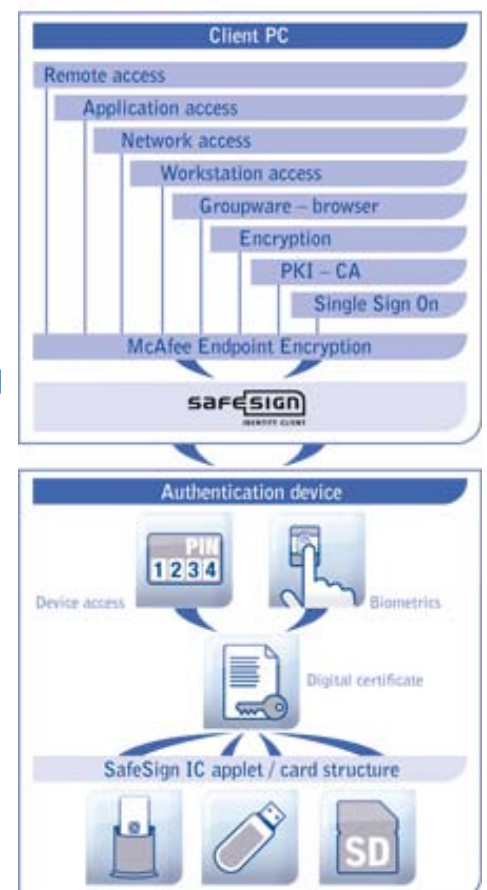 Client PC
Remote access
Application access
Network access
Workstation access
Groupware – browser
Encryption
PKI – CA
Single Sign On
McAfee Endpoint Encryption
safesign
IDENTITY CLIENT
Authentication device
PIN
1234
Device access
Biometrics
Digital certificate
SafeSign IC applet / card structure
SD